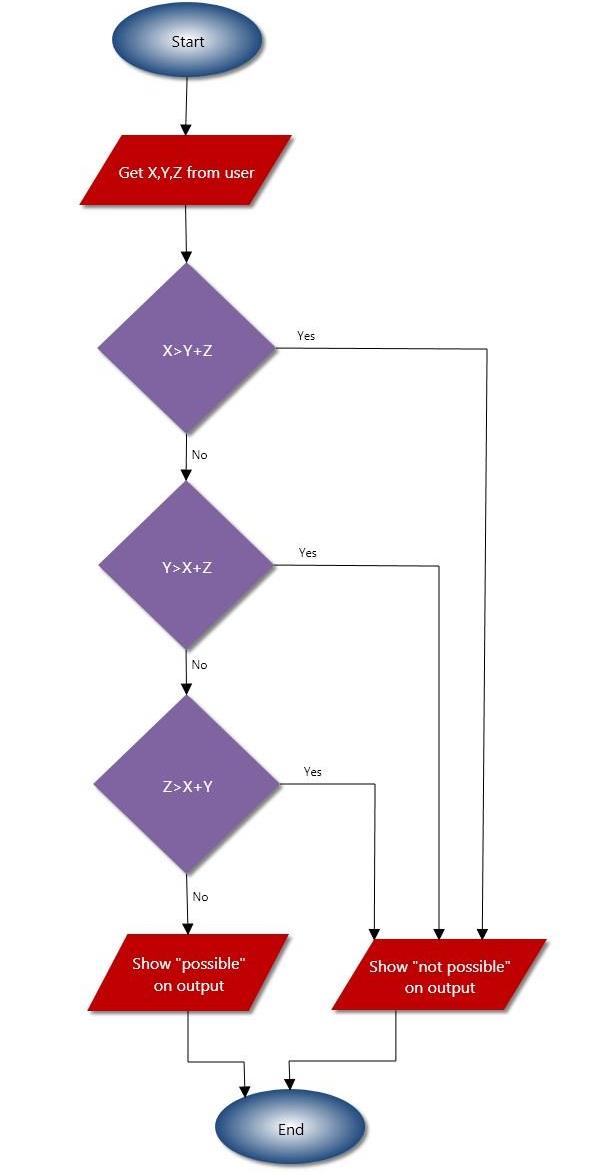 Start
Get X,Y,Z from user
X>Y+Z
Yes
No
Y>X+Z
Yes
No
Z>X+Y
Yes
No
Show "possible"
on output
Show "not possible"
on output
End